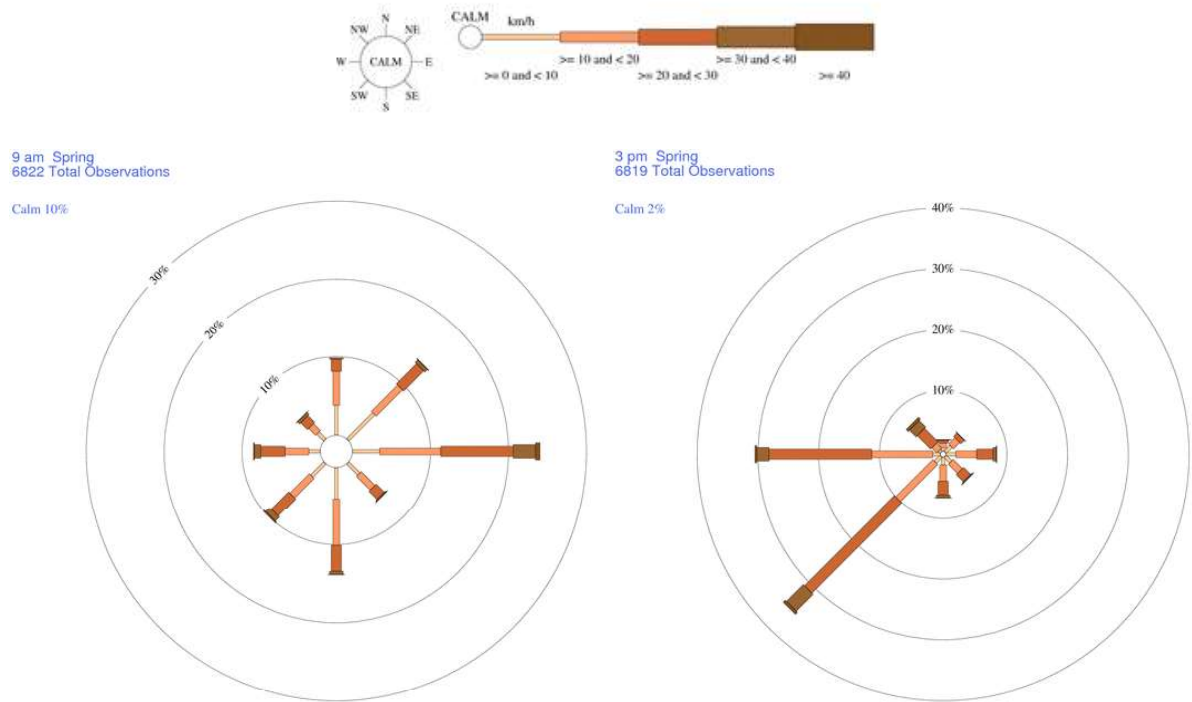 N
NW
NE
W
CALM
E
SW
SE
S
CALM
km/h
>= 10 and < 20
>= 30 and < 40
>= 0 and < 10
>= 20 and < 30
>= 40
9 am Spring
6822 Total Observations
Calm 10%
30%
20%
10%
3 pm Spring
6819 Total Observations
Calm 2%
40%
30%
20%
10%